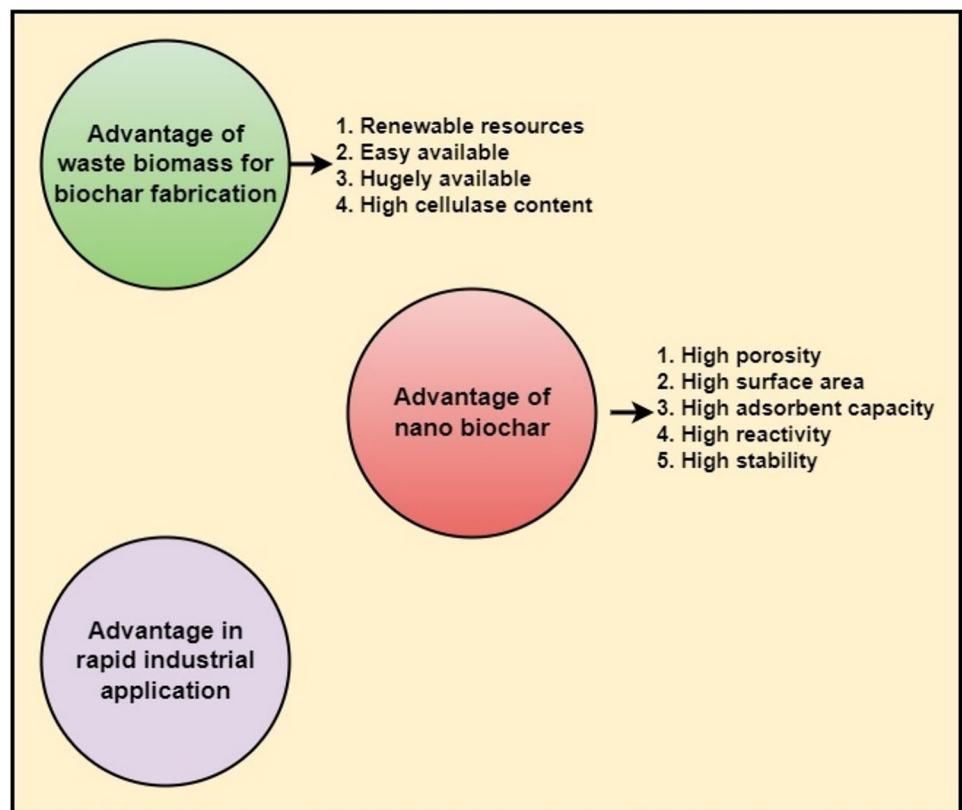 Advantage of
waste biomass for
biochar fabrication
1. Renewable resources
2. Easy available
3. Hugely available
4. High cellulase content
Advantage of
nano biochar
1. High porosity
2. High surface area
3. High adsorbent capacity
4. High reactivity
5. High stability
Advantage in
rapid industrial
application